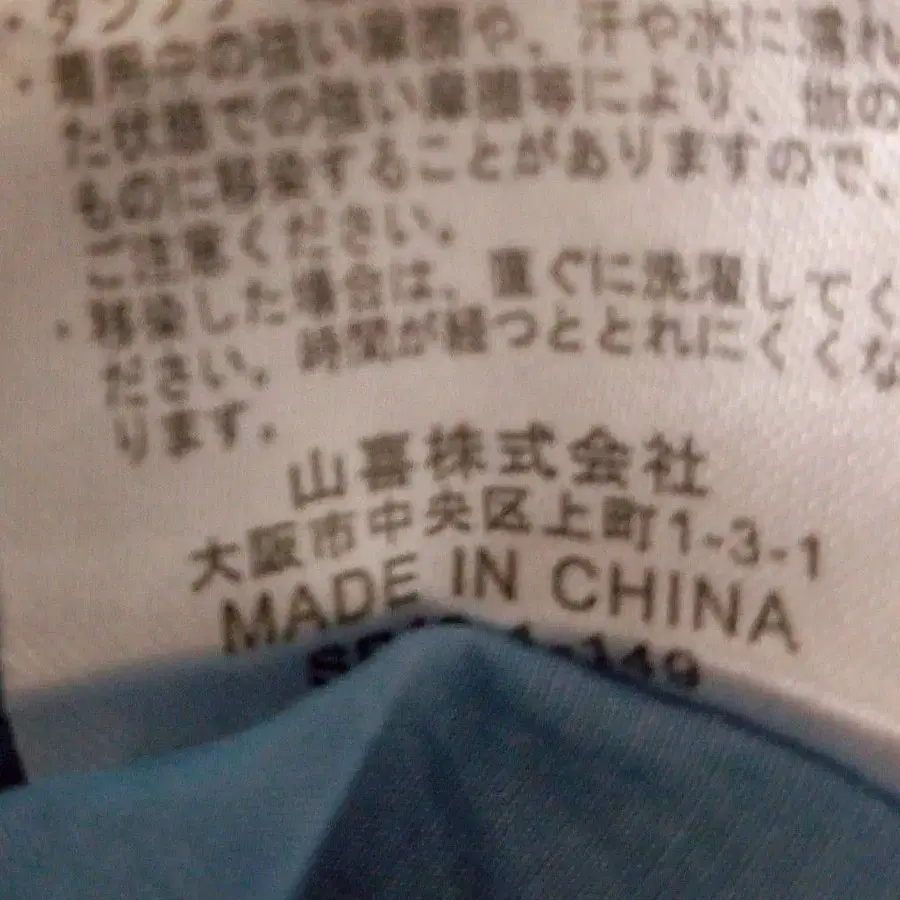 ・タンブラ
・着用中の強い摩擦や、汗や水に濡れ
た状態での強い摩擦等により、他の
ものに移染することがありますので、
ご注意ください。
・移染した場合は、直ぐに洗濯してく
ださい。時間が経つととれにくくな
ります。
山喜株式会社
大阪市中央区上町1-3-1
MADE IN CHINA
149